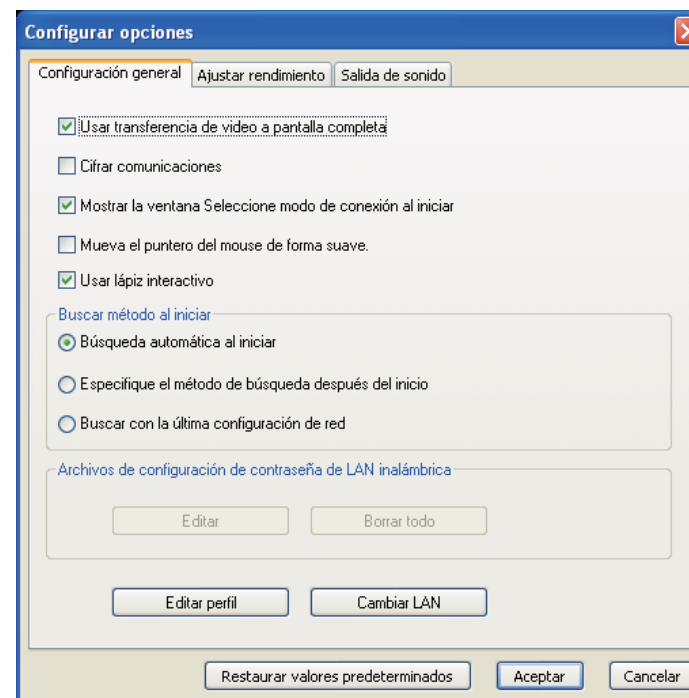 Configurar opciones
Configuración general
Ajustar rendimiento
Salida de sonido
Usar transferencia de video a pantalla completa
Cifrar comunicaciones
Mostrar la ventana Seleccione modo de conexión al iniciar
Mueva el puntero del mouse de forma suave.
Usar lápiz interactivo
Buscar método al iniciar
Búsqueda automática al iniciar
Especifique el método de búsqueda después del inicio
Buscar con la última configuración de red
Archivos de configuración de contraseña de LAN inalámbrica
Editar
Borrar todo
Editar perfil
Cambiar LAN
Restaurar valores predeterminados
Aceptar
Cancelar